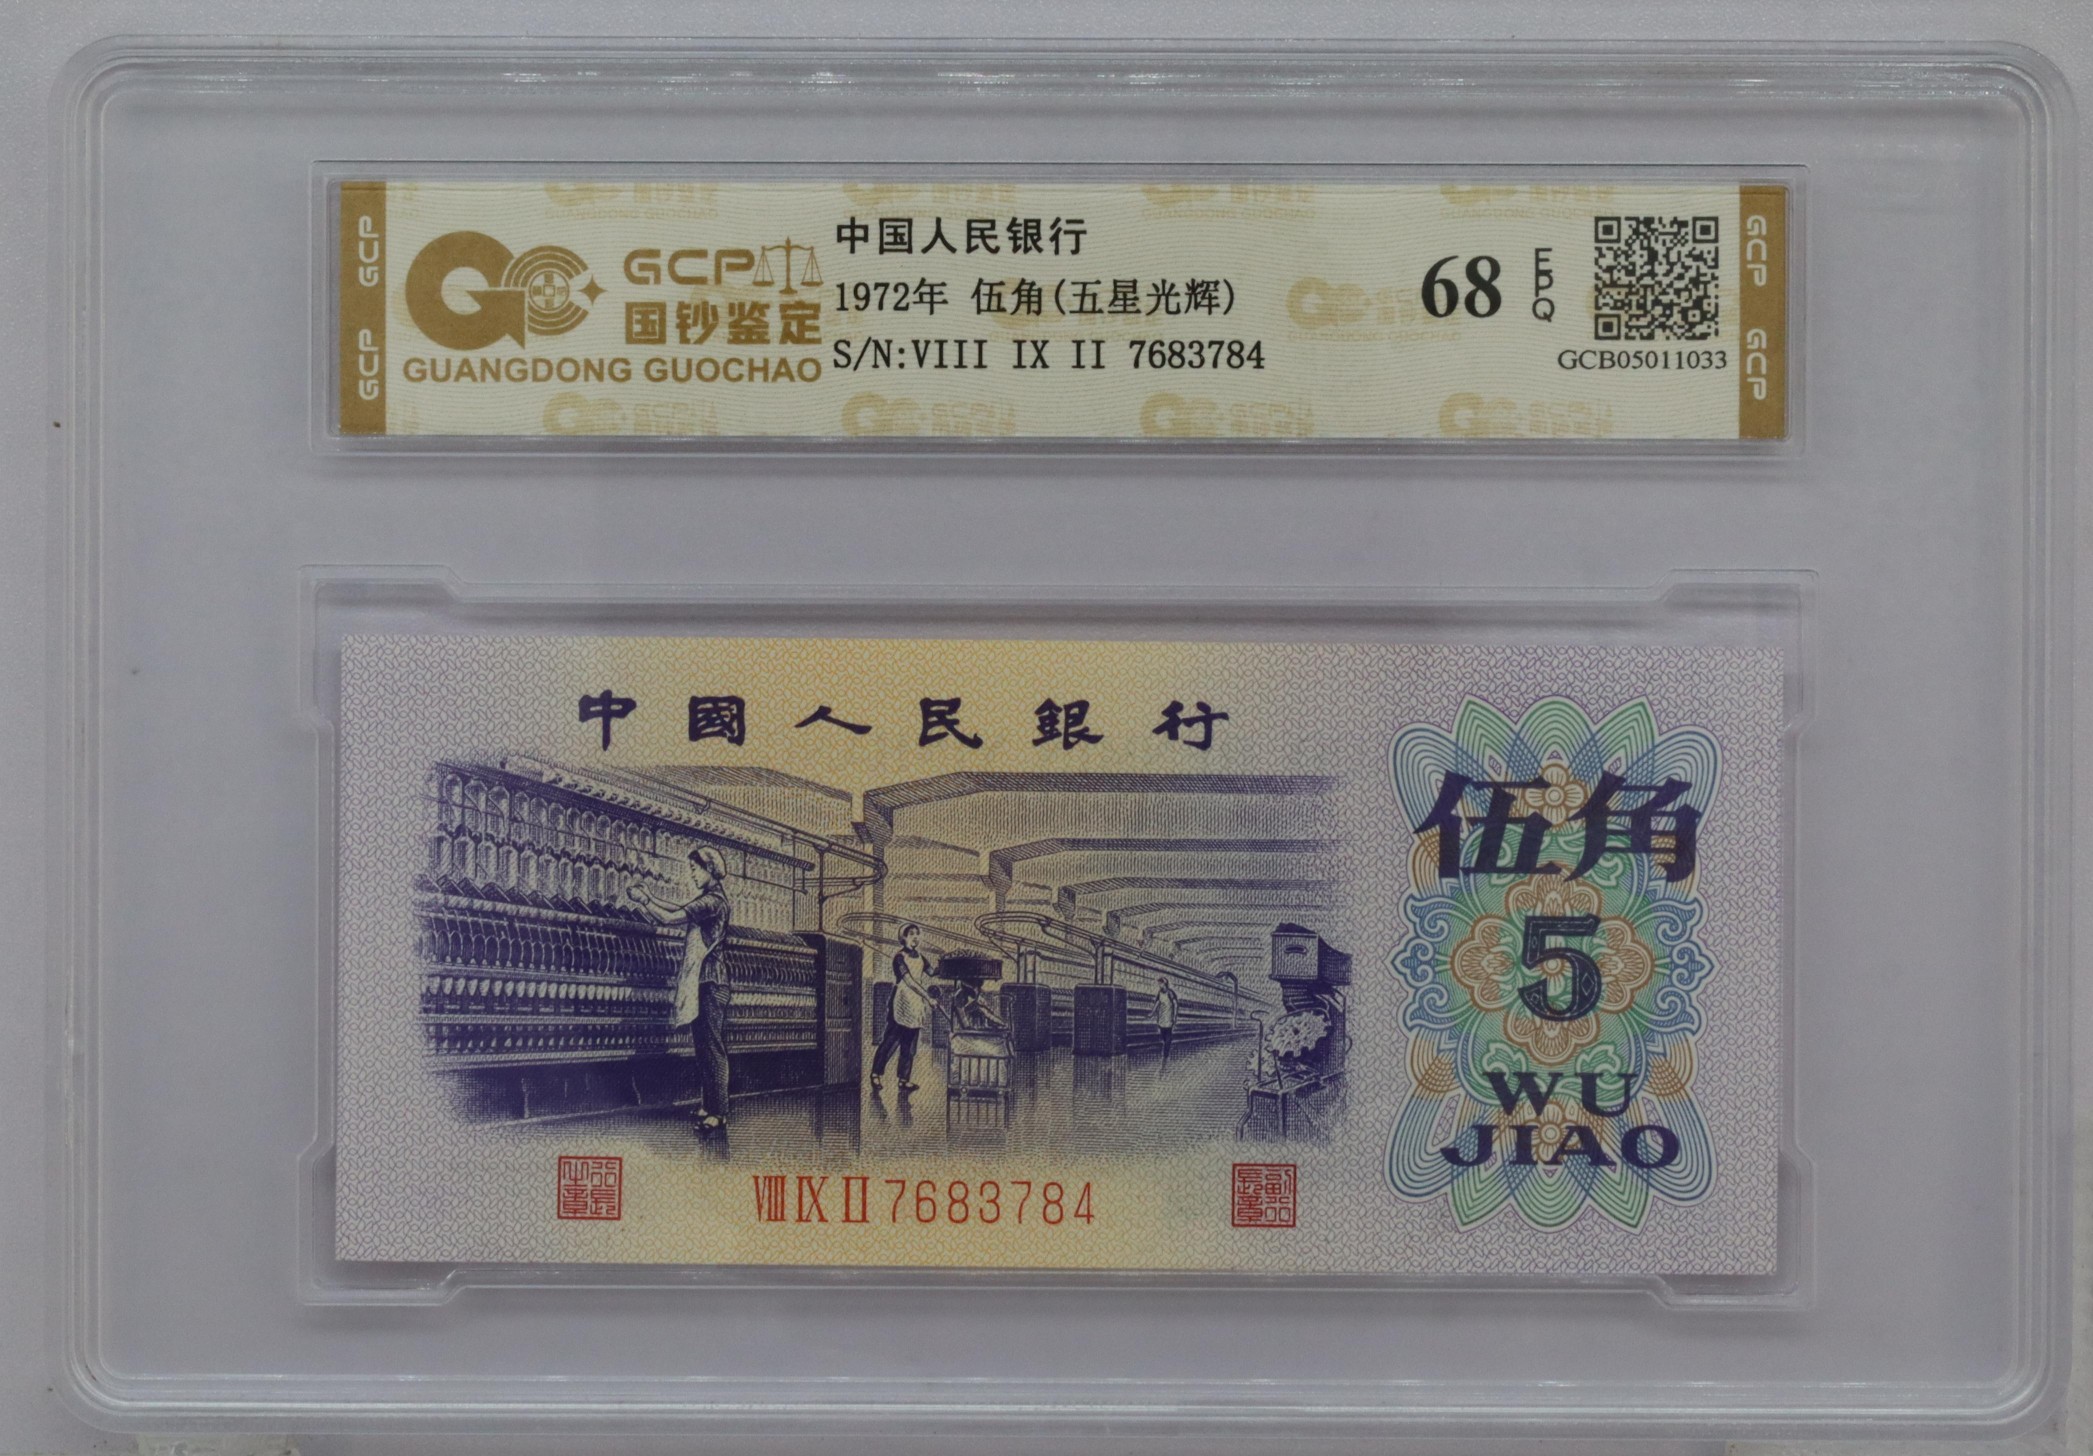 GCP
GCP
GCP
国钞鉴定
GUANGDONG GUOCHAO
中国人民银行
1972年 伍角(五星光辉)
S/N:VIII IX II 7683784
68 EPQ
GCB05011033
GCP
GCP
中國人民銀行
伍角
5
WU
JIAO
VIII IX II 7683784